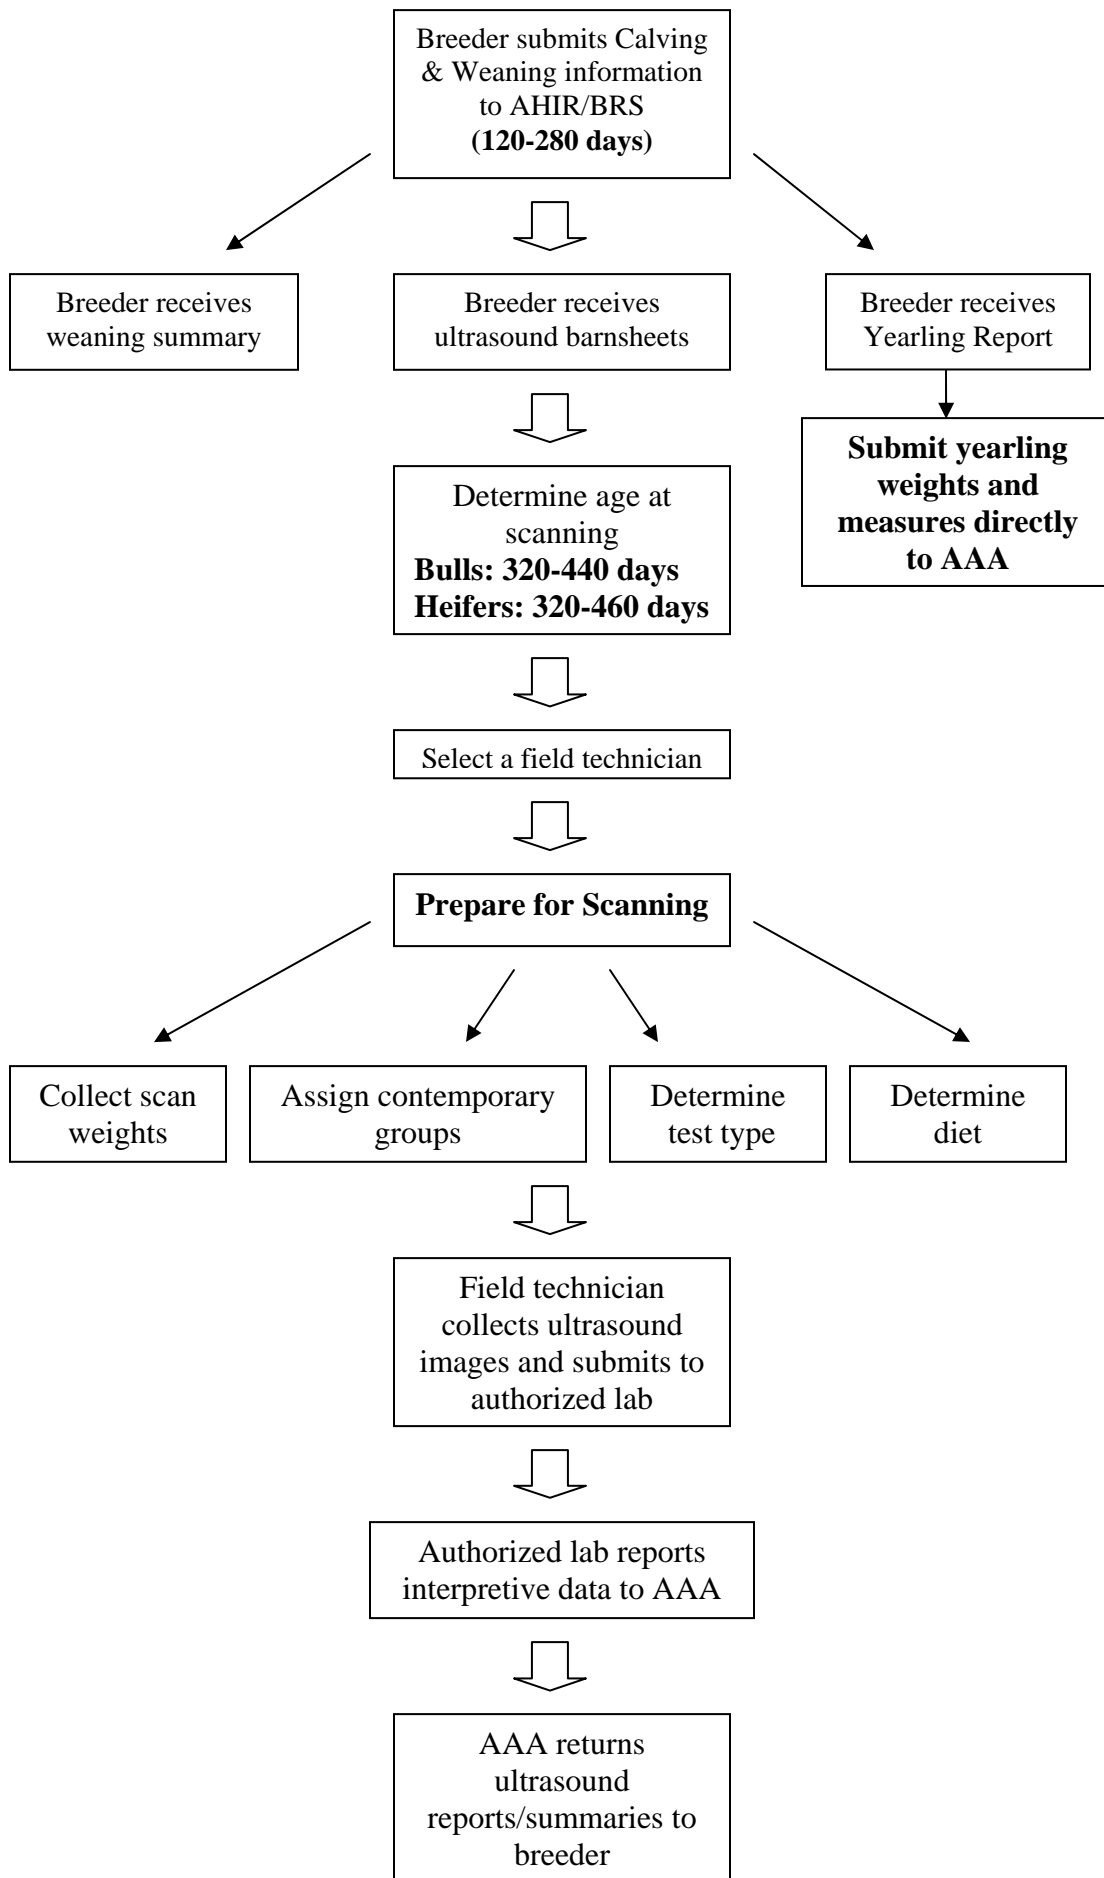 Breeder submits Calving
& Weaning information
to AHIR/BRS
(120-280 days)
Breeder receives
weaning summary
Breeder receives
ultrasound barnsheets
Breeder receives
Yearling Report
Submit yearling
weights and
measures directly
to AAA
Determine age at
scanning
Bulls: 320-440 days
Heifers: 320-460 days
Select a field technician
Prepare for Scanning
Collect scan
weights
Assign contemporary
groups
Determine
test type
Determine
diet
Field technician
collects ultrasound
images and submits to
authorized lab
Authorized lab reports
interpretive data to AAA
AAA returns
ultrasound
reports/summaries to
breeder